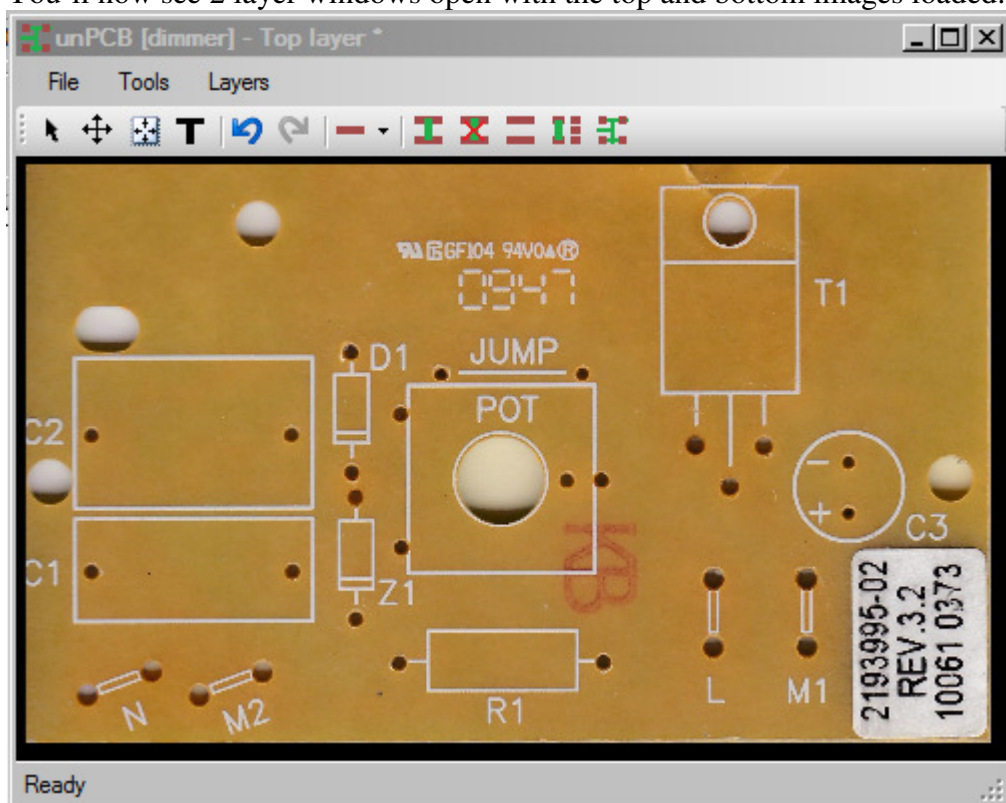 You'll now see 2 layer windows open with the top and bottom images loaded.
unPCB [dimmer] - Top layer *
File Tools Layers
T
GF104 94V0
0947
T1
D1
JUMP
POT
C2
-
+
C3
C1
Z1
KB
2193995-02
REV.3.2
10061 0373
N
M2
R1
L
M1
Ready